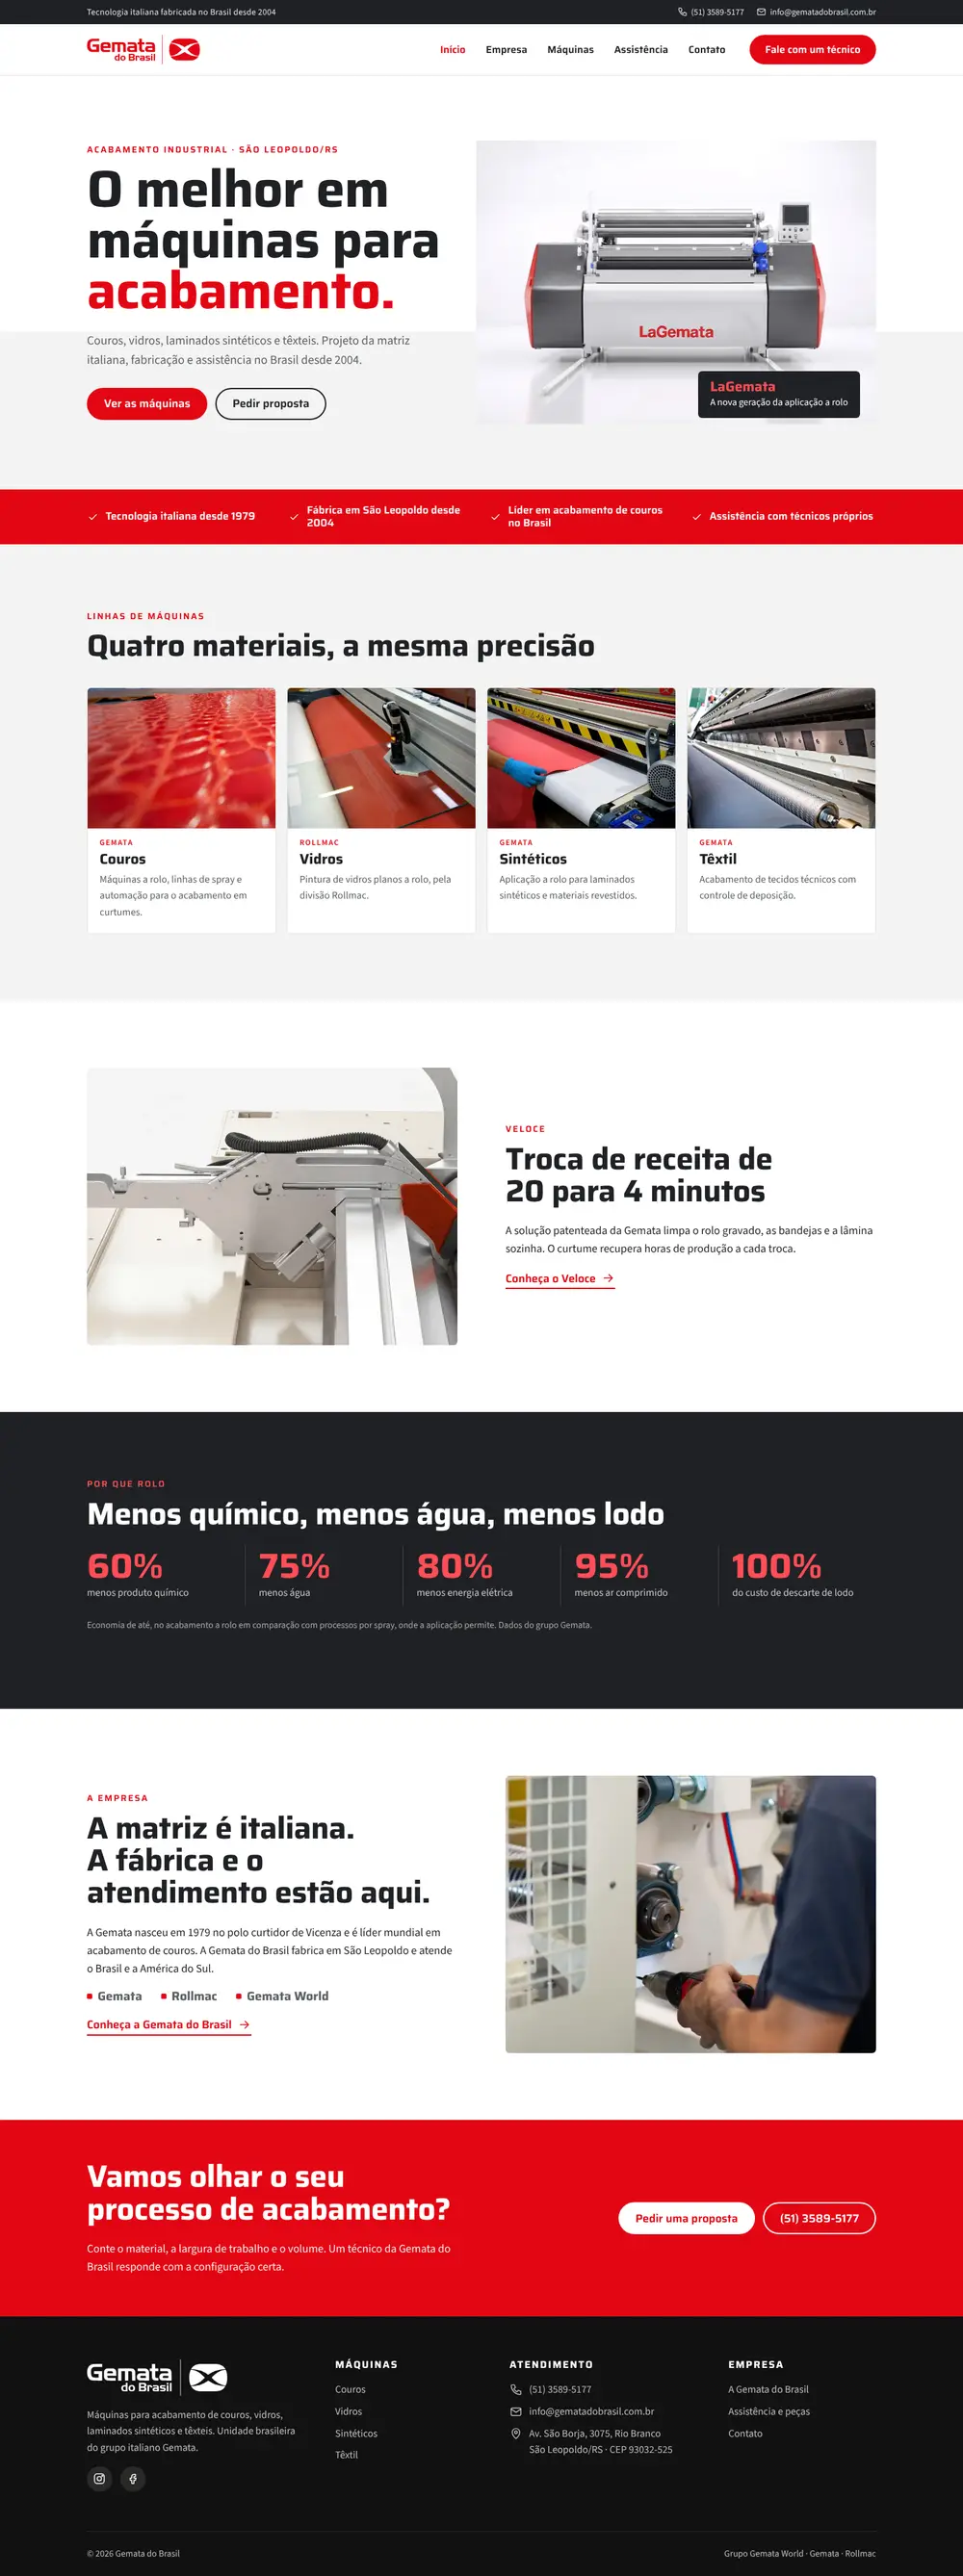 Tecnologia italiana fabricada no Brasil desde 2004
(51) 3589-5177
info@gematadobrasil.com.br
Gemata
do Brasil
Início
Empresa
Máquinas
Assistência
Contato
Fale com um técnico
ACABAMENTO INDUSTRIAL · SÃO LEOPOLDO/RS
O melhor em
máquinas para
acabamento.
Couros, vidros, laminados sintéticos e têxteis. Projeto da matriz
italiana, fabricação e assistência no Brasil desde 2004.
Ver as máquinas
Pedir proposta
LaGemata
LaGemata
A nova geração da aplicação a rolo
Tecnologia italiana desde 1979
Fábrica em São Leopoldo desde
2004
Líder em acabamento de couros
no Brasil
Assistência com técnicos próprios
LINHAS DE MÁQUINAS
Quatro materiais, a mesma precisão
GEMATA
Couros
Máquinas a rolo, linhas de spray e
automação para o acabamento em
curtumes.
ROLLMAC
Vidros
Pintura de vidros planos a rolo, pela
divisão Rollmac.
GEMATA
Sintéticos
Aplicação a rolo para laminados
sintéticos e materiais revestidos.
GEMATA
Têxtil
Acabamento de tecidos técnicos com
controle de deposição.
VELOCE
Troca de receita de
20 para 4 minutos
A solução patenteada da Gemata limpa o rolo gravado, as bandejas e a lâmina
sozinha. O curtume recupera horas de produção a cada troca.
Conheça o Veloce
POR QUE ROLO
Menos químico, menos água, menos lodo
60%
menos produto químico
75%
menos água
80%
menos energia elétrica
95%
menos ar comprimido
100%
do custo de descarte de lodo
Economia de até, no acabamento a rolo em comparação com processos por spray, onde a aplicação permite. Dados do grupo Gemata.
A EMPRESA
A matriz é italiana.
A fábrica e o
atendimento estão aqui.
A Gemata nasceu em 1979 no polo curtidor de Vicenza e é líder mundial em
acabamento de couros. A Gemata do Brasil fabrica em São Leopoldo e atende
o Brasil e a América do Sul.
Gemata
Rollmac
Gemata World
Conheça a Gemata do Brasil
Vamos olhar o seu
processo de acabamento?
Conte o material, a largura de trabalho e o volume. Um técnico da Gemata do
Brasil responde com a configuração certa.
Pedir uma proposta
(51) 3589-5177
Gemata
do Brasil
Máquinas para acabamento de couros, vidros,
laminados sintéticos e têxteis. Unidade brasileira
do grupo italiano Gemata.
MÁQUINAS
Couros
Vidros
Sintéticos
Têxtil
ATENDIMENTO
(51) 3589-5177
info@gematadobrasil.com.br
Av. São Borja, 3075, Rio Branco
São Leopoldo/RS · CEP 93032-525
EMPRESA
A Gemata do Brasil
Assistência e peças
Contato
© 2026 Gemata do Brasil
Grupo Gemata World · Gemata · Rollmac